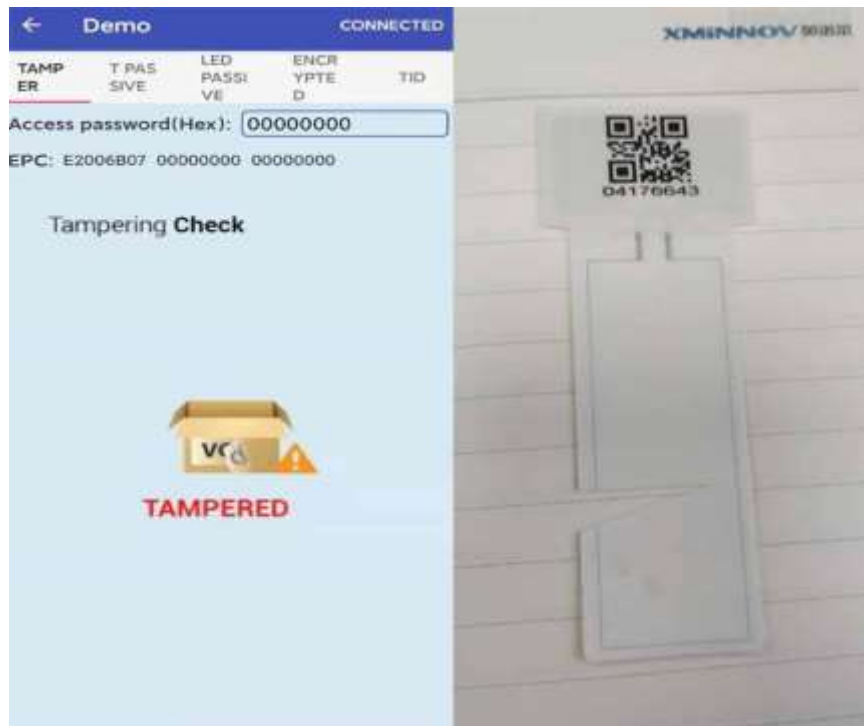 Demo
CONNECTED
TAMP
ER
T PAS
SIVE
LED
PASSI
VE
ENCR
YPTE
D
TID
Access password(Hex): 00000000
EPC: E2006B07 00000000 00000000
Tampering Check
TAMPERED
XMINNOV
04176643